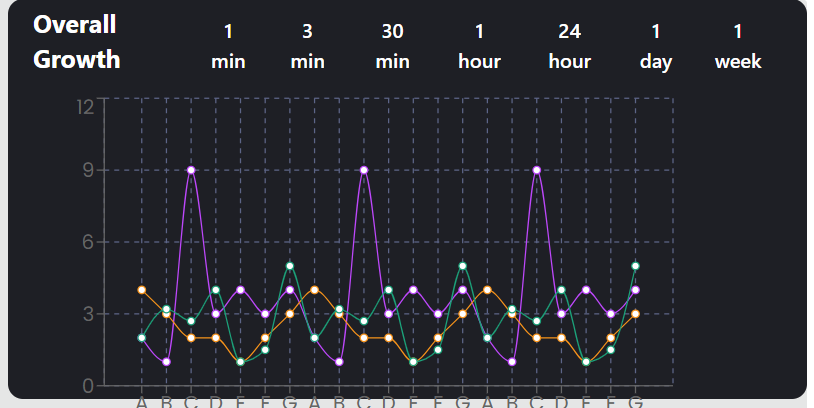 Overall
Growth
1
min
3
min
30
min
1
hour
24
hour
1
day
1
week
12
9
6
3
0
A B C D E F G A B C D E F G A B C D E F G